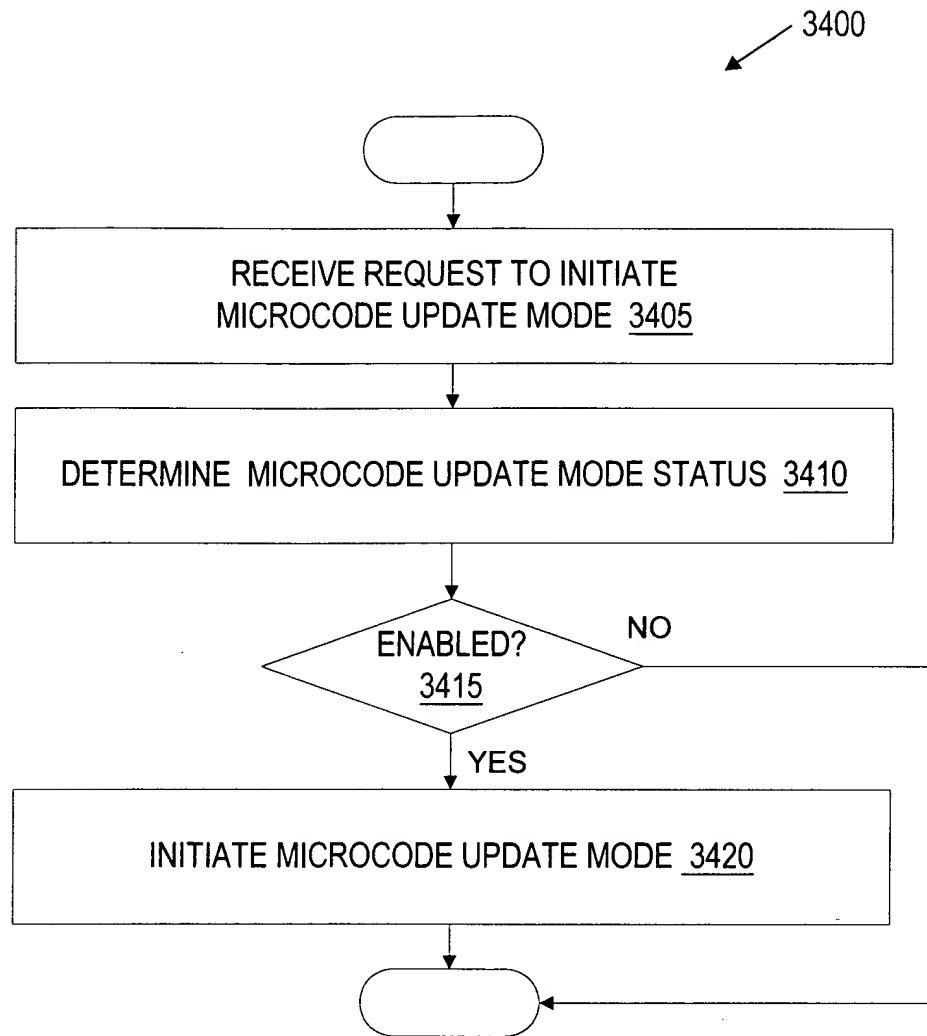 3400
RECEIVE REQUEST TO INITIATE
MICROCODE UPDATE MODE 3405
DETERMINE MICROCODE UPDATE MODE STATUS 3410
ENABLED?
3415
NO
YES
INITIATE MICROCODE UPDATE MODE 3420